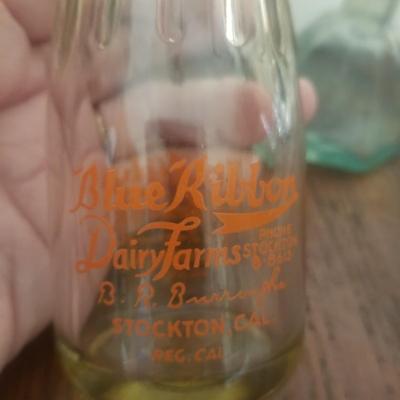 Blue Ribbon
Dairy Farms
PHONE
STOCKTON
B. R. Burroughs
STOCKTON, CAL.
REG. CAL.